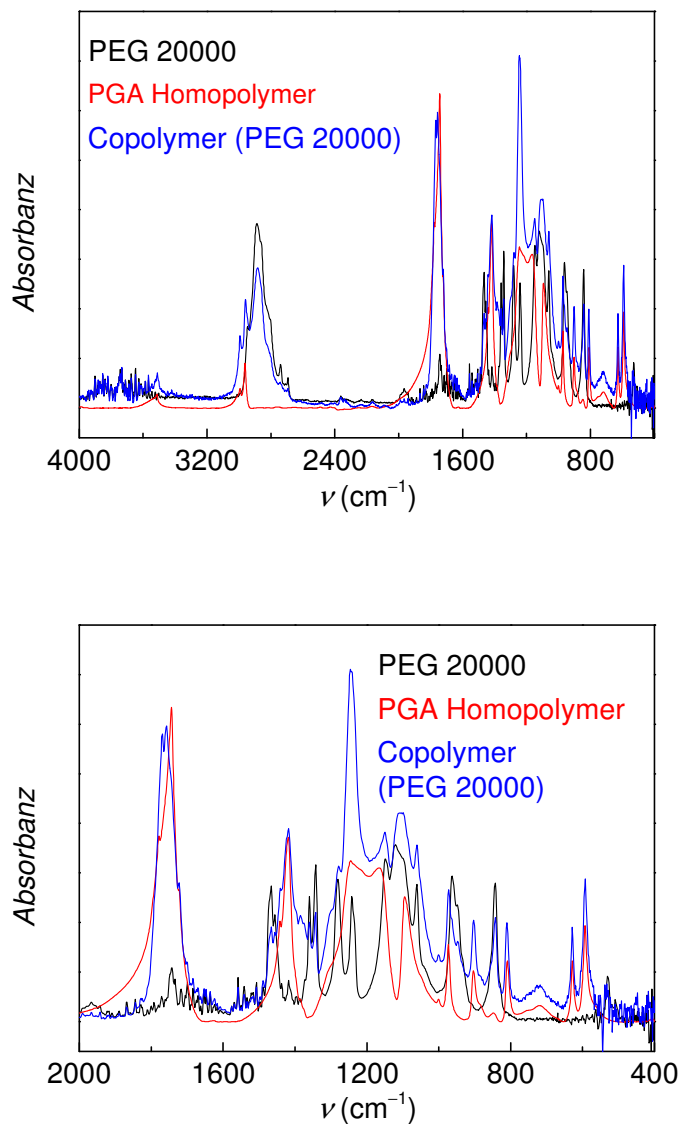 PEG 20000
PGA Homopolymer
Copolymer (PEG 20000)
Absorbanz
4000 3200 2400 1600 800
ν (cm⁻¹)
PEG 20000
PGA Homopolymer
Copolymer
(PEG 20000)
Absorbanz
2000 1600 1200 800 400
ν (cm⁻¹)